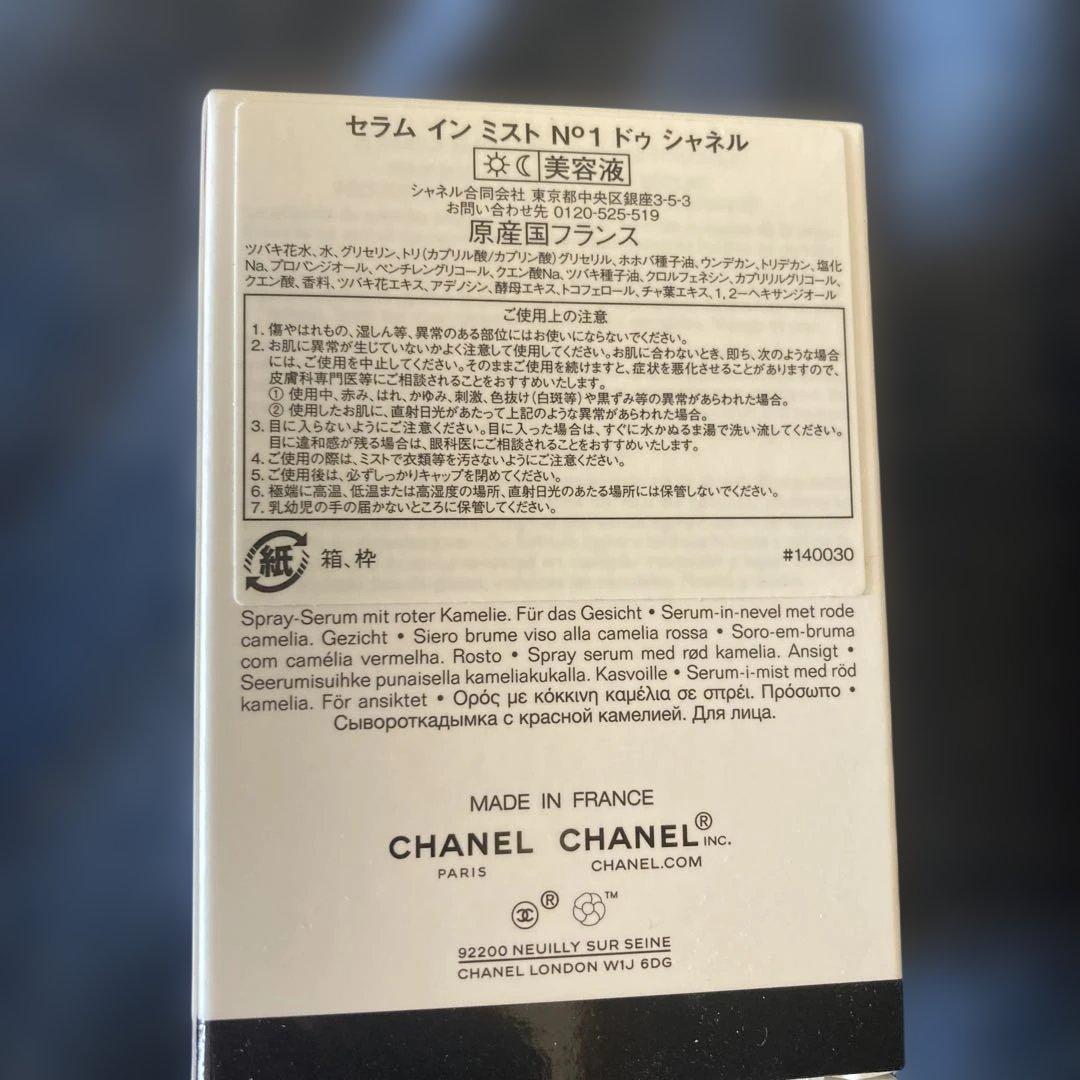 セラム イン ミスト Nº1 ドゥ シャネル
美容液
シャネル合同会社 東京都中央区銀座3-5-3
お問い合わせ先 0120-525-519
原産国フランス
ツバキ花水、水、グリセリン、トリ(カプリル酸/カプリン酸)グリセリル、ホホバ種子油、ウンデカン、トリデカン、塩化
Na、プロパンジオール、ペンチレングリコール、クエン酸Na、ツバキ種子油、クロルフェネシン、カプリリルグリコール、
クエン酸、香料、ツバキ花エキス、アデノシン、酵母エキス、トコフェロール、チャ葉エキス、1,2ーヘキサンジオール
ご使用上の注意
1. 傷やはれもの、湿しん等、異常のある部位にはお使いにならないでください。
2. お肌に異常が生じていないかよく注意して使用してください。お肌に合わないとき、即ち、次のような場合
には、ご使用を中止してください。そのままご使用を続けますと、症状を悪化させることがありますので、
皮膚科専門医等にご相談されることをおすすめいたします。
① 使用中、赤み、はれ、かゆみ、刺激、色抜け(白斑等)や黒ずみ等の異常があらわれた場合。
② 使用したお肌に、直射日光があたって上記のような異常があらわれた場合。
3. 目に入らないようにご注意ください。目に入った場合は、すぐに水かぬるま湯で洗い流してください。
目に違和感が残る場合は、眼科医にご相談されることをおすすめいたします。
4. ご使用の際は、ミストで衣類等を汚さないようにご注意ください。
5. ご使用後は、必ずしっかりキャップを閉めてください。
6. 極端に高温、低温または高湿度の場所、直射日光のあたる場所には保管しないでください。
7. 乳幼児の手の届かないところに保管してください。
紙 箱、枠 #140030
Spray-Serum mit roter Kamelie. Für das Gesicht • Serum-in-nevel met rode
camelia. Gezicht • Siero brume viso alla camelia rossa • Soro-em-bruma
com camélia vermelha. Rosto • Spray serum med rød kamelia. Ansigt •
Seerumisuihke punaisella kameliakukalla. Kasvoille • Serum-i-mist med röd
kamelia. För ansiktet • Ορός με κόκκινη καμέλια σε σπρέι. Πρόσωπο •
Сывороткадымка с красной камелией. Для лица.
MADE IN FRANCE
CHANEL CHANEL® INC.
PARIS CHANEL.COM
® ™
92200 NEUILLY SUR SEINE
CHANEL LONDON W1J 6DG